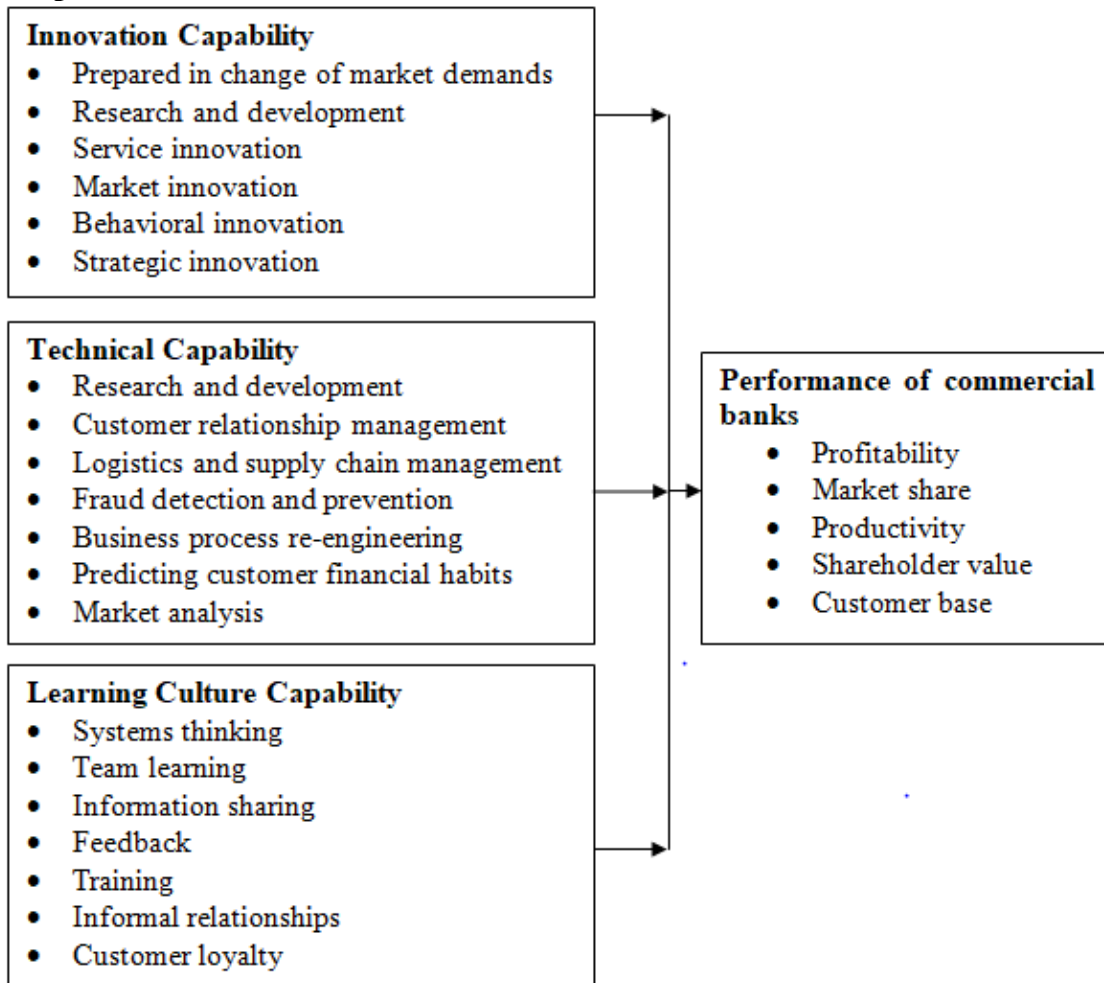 Innovation Capability
• Prepared in change of market demands
• Research and development
• Service innovation
• Market innovation
• Behavioral innovation
• Strategic innovation
Technical Capability
• Research and development
• Customer relationship management
• Logistics and supply chain management
• Fraud detection and prevention
• Business process re-engineering
• Predicting customer financial habits
• Market analysis
Learning Culture Capability
• Systems thinking
• Team learning
• Information sharing
• Feedback
• Training
• Informal relationships
• Customer loyalty
Performance of commercial
banks
• Profitability
• Market share
• Productivity
• Shareholder value
• Customer base